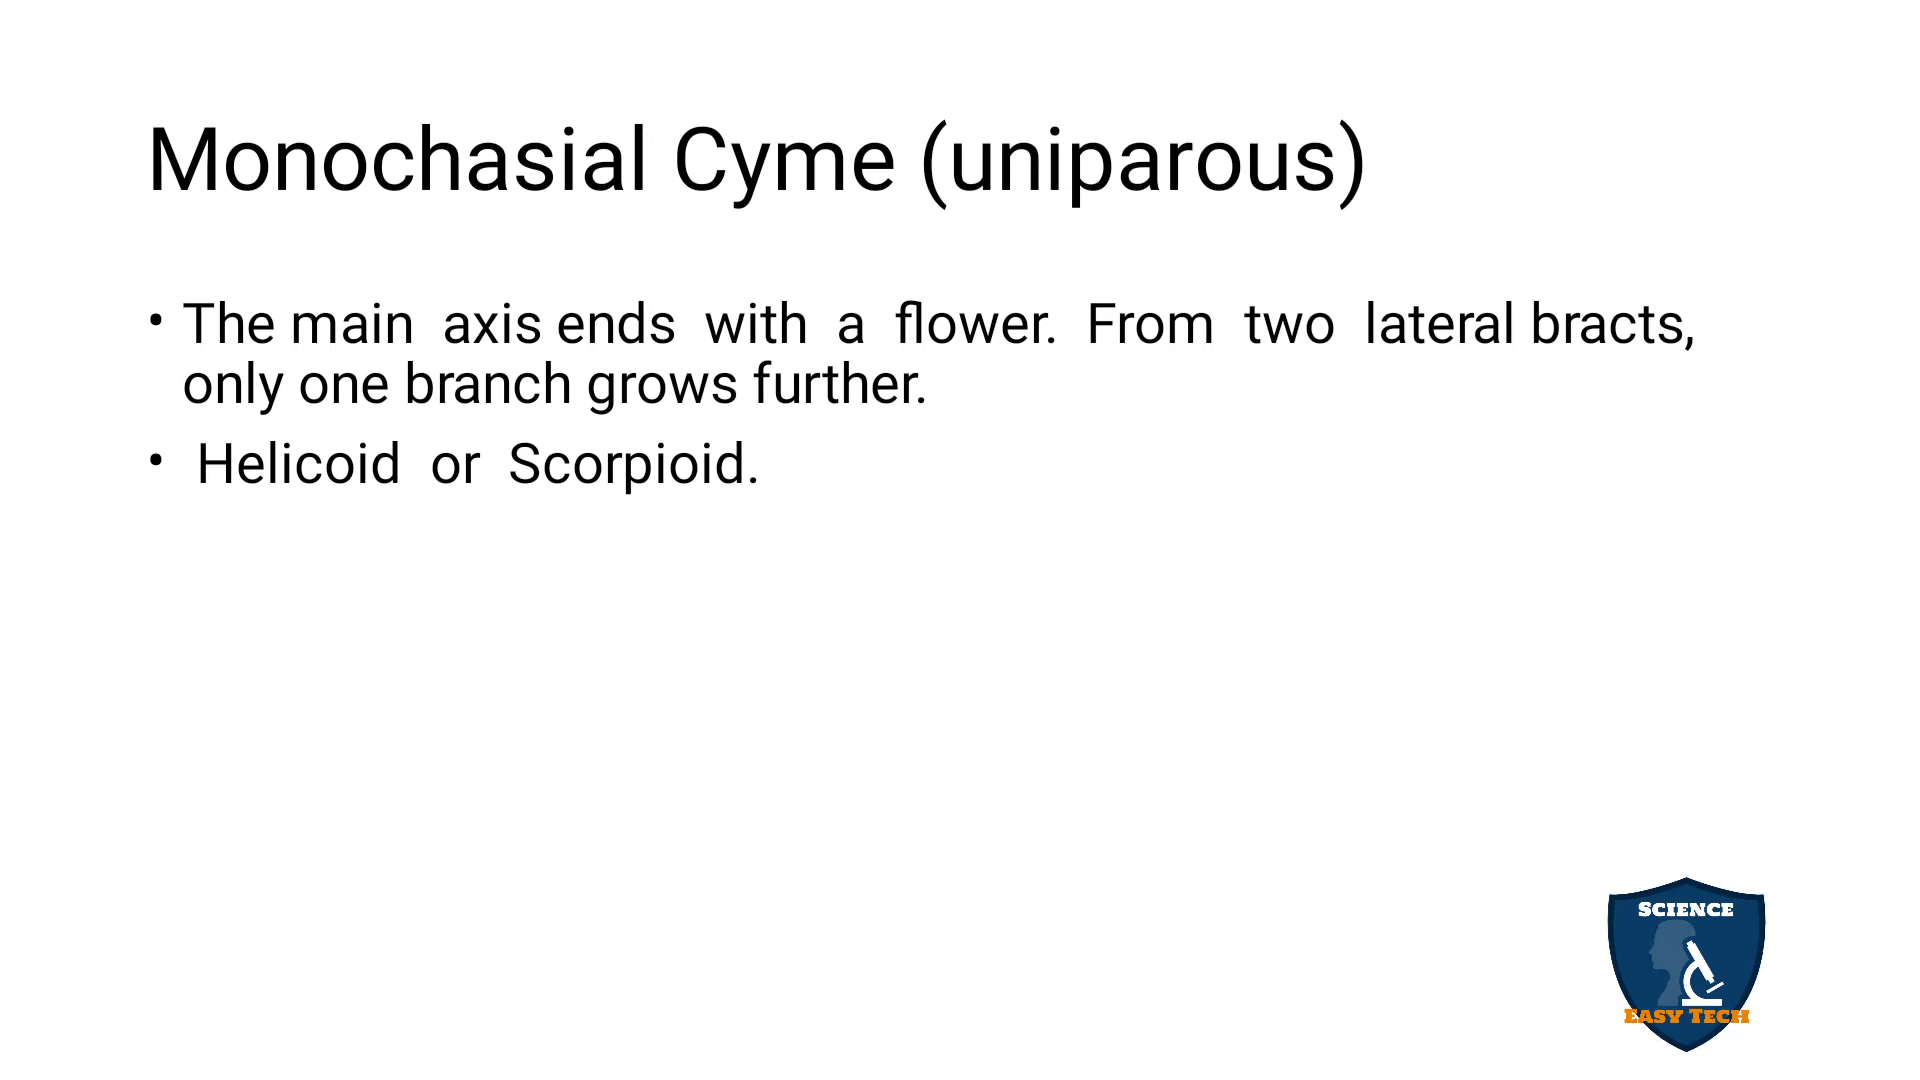 Monochasial Cyme (uniparous)
• The main axis ends with a flower. From two lateral bracts,
only one branch grows further.
• Helicoid or Scorpioid.
SCIENCE
EASY TECH